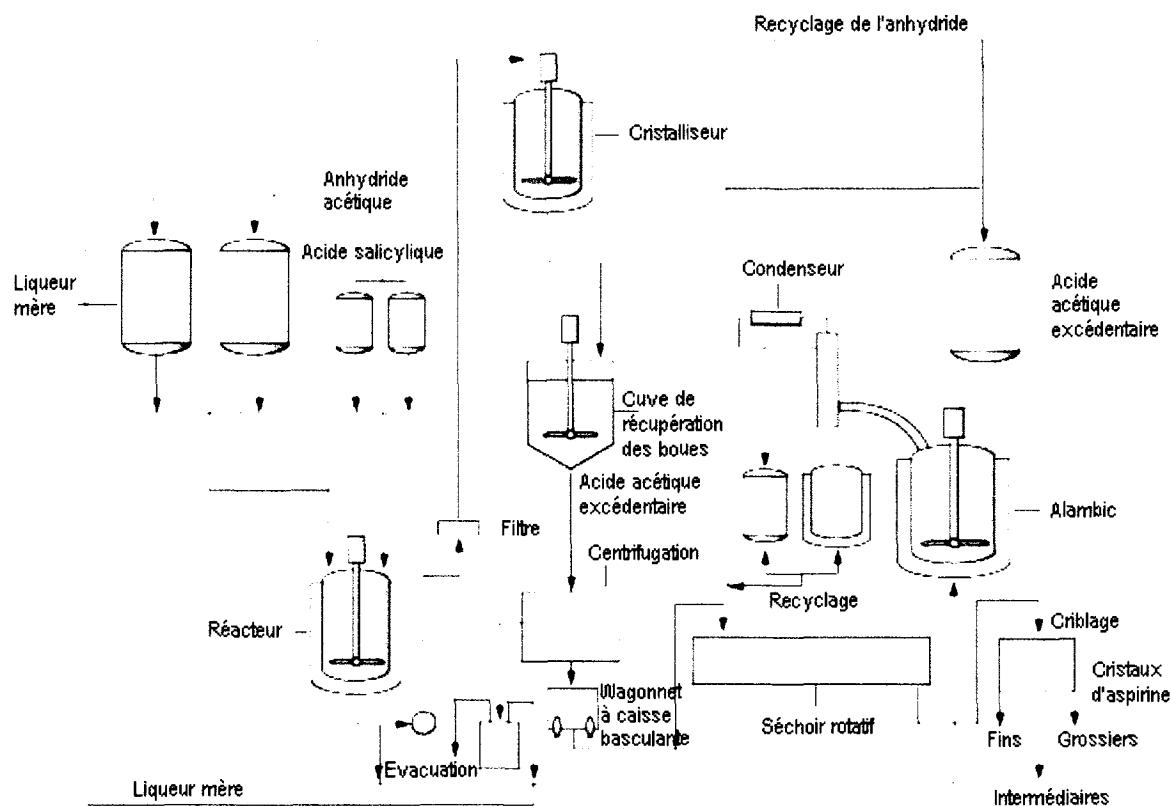 Recyclage de l'anhydride
Cristalliseur
Anhydride
acétique
Acide salicylique
Liqueur
mère
Condenseur
Acide
acétique
excédentaire
Cuve de
récupération
des boues
Acide acétique
excédentaire
Alambic
Filtre
Centrifugation
Recyclage
Réacteur
Criblage
Cristaux
d'aspirine
Wagonnet
à caisse
basculante
Séchoir rotatif
Fins
Grossiers
Evacuation
Liqueur mère
Intermédiaires